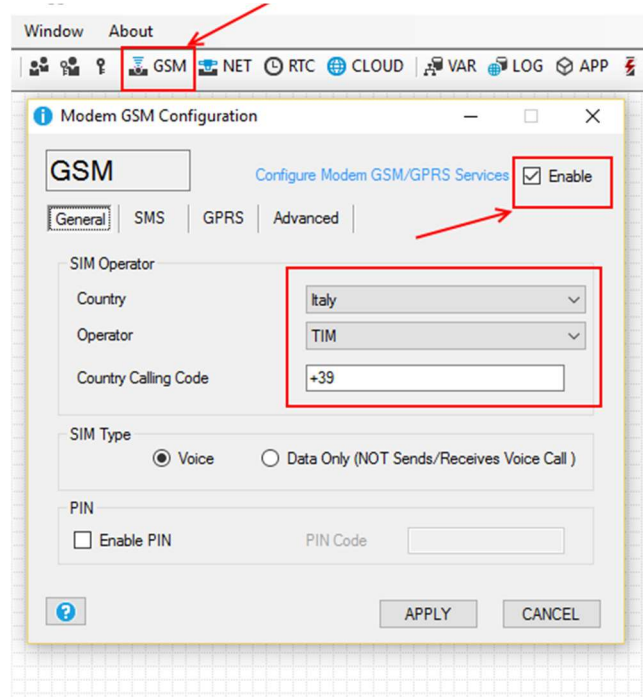 Window About
GSM NET RTC CLOUD VAR LOG APP
Modem GSM Configuration
GSM Configure Modem GSM/GPRS Services Enable
General SMS GPRS Advanced
SIM Operator
Country Italy
Operator TIM
Country Calling Code +39
SIM Type
Voice Data Only (NOT Sends/Receives Voice Call )
PIN
Enable PIN PIN Code
? APPLY CANCEL